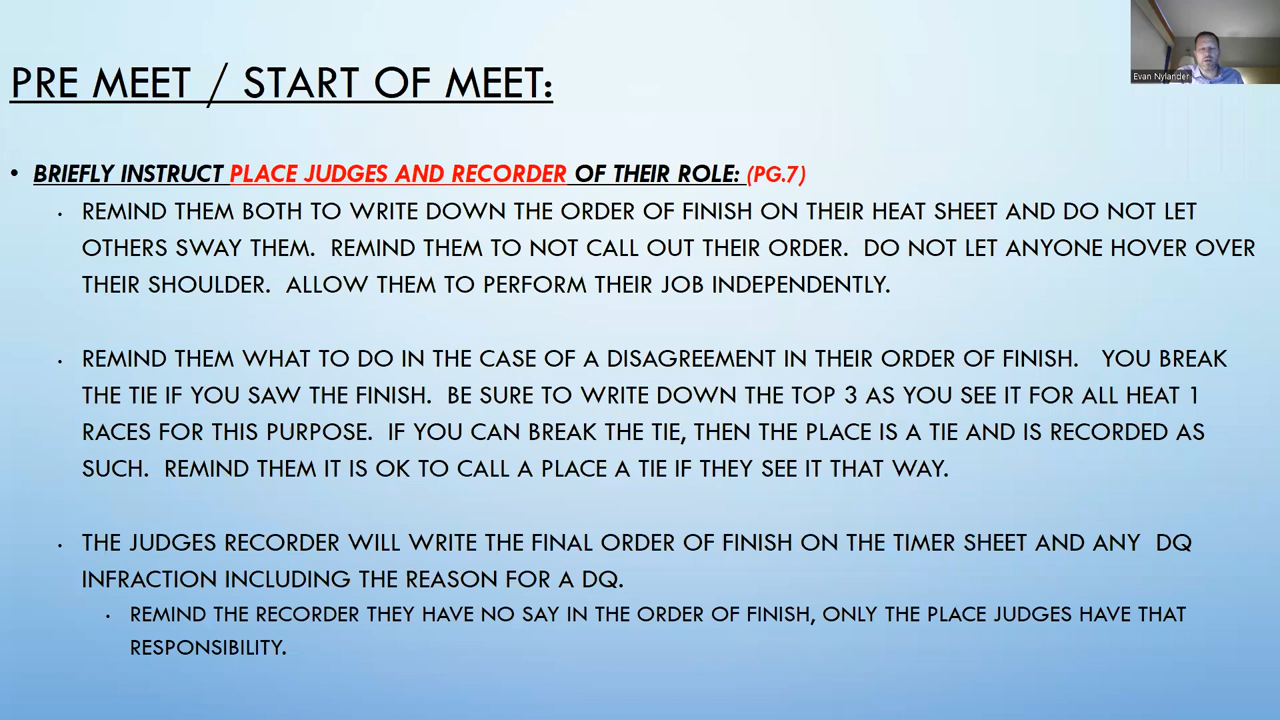 PRE MEET / START OF MEET:
Evan Nylander
• BRIEFLY INSTRUCT PLACE JUDGES AND RECORDER OF THEIR ROLE: (PG.7)
• REMIND THEM BOTH TO WRITE DOWN THE ORDER OF FINISH ON THEIR HEAT SHEET AND DO NOT LET
OTHERS SWAY THEM. REMIND THEM TO NOT CALL OUT THEIR ORDER. DO NOT LET ANYONE HOVER OVER
THEIR SHOULDER. ALLOW THEM TO PERFORM THEIR JOB INDEPENDENTLY.
• REMIND THEM WHAT TO DO IN THE CASE OF A DISAGREEMENT IN THEIR ORDER OF FINISH. YOU BREAK
THE TIE IF YOU SAW THE FINISH. BE SURE TO WRITE DOWN THE TOP 3 AS YOU SEE IT FOR ALL HEAT 1
RACES FOR THIS PURPOSE. IF YOU CAN BREAK THE TIE, THEN THE PLACE IS A TIE AND IS RECORDED AS
SUCH. REMIND THEM IT IS OK TO CALL A PLACE A TIE IF THEY SEE IT THAT WAY.
• THE JUDGES RECORDER WILL WRITE THE FINAL ORDER OF FINISH ON THE TIMER SHEET AND ANY DQ
INFRACTION INCLUDING THE REASON FOR A DQ.
• REMIND THE RECORDER THEY HAVE NO SAY IN THE ORDER OF FINISH, ONLY THE PLACE JUDGES HAVE THAT
RESPONSIBILITY.